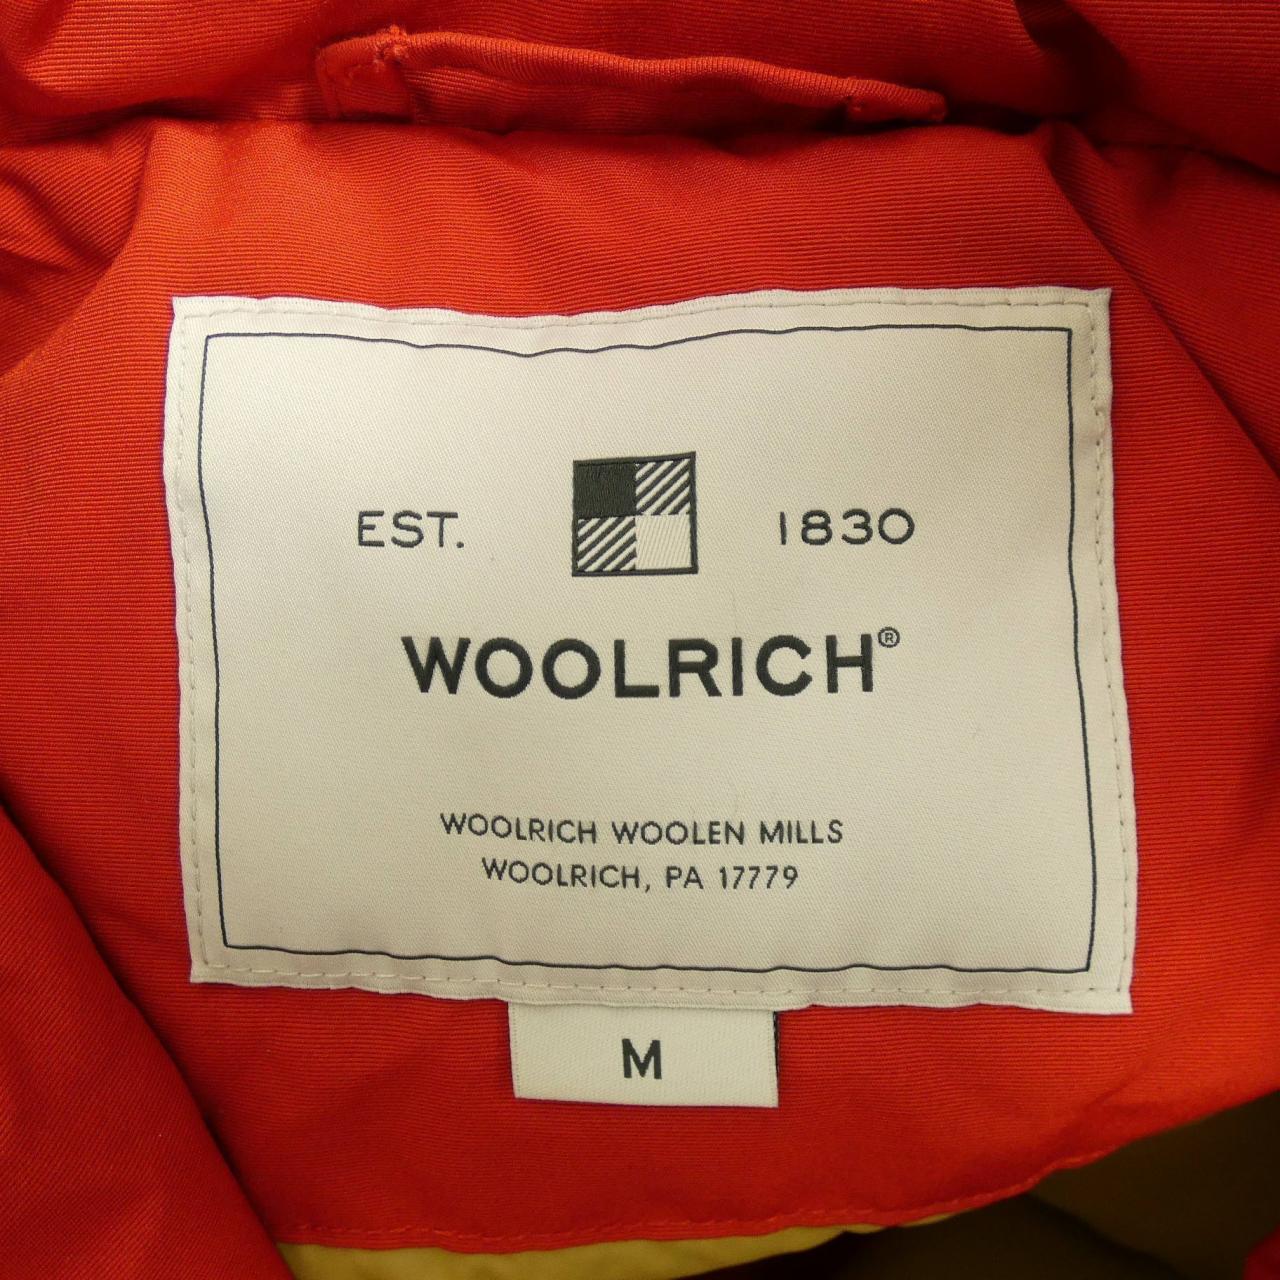 EST. 1830
WOOLRICH®
WOOLRICH WOOLEN MILLS
WOOLRICH, PA 17779
M